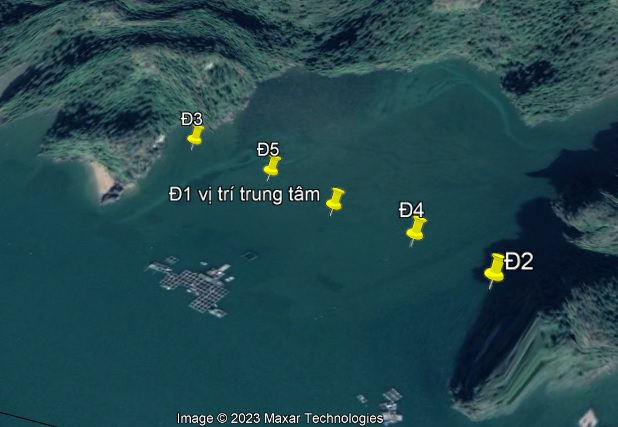 Đ3
Đ5
Đ1 vị trí trung tâm
Đ4
Đ2
Image © 2023 Maxar Technologies